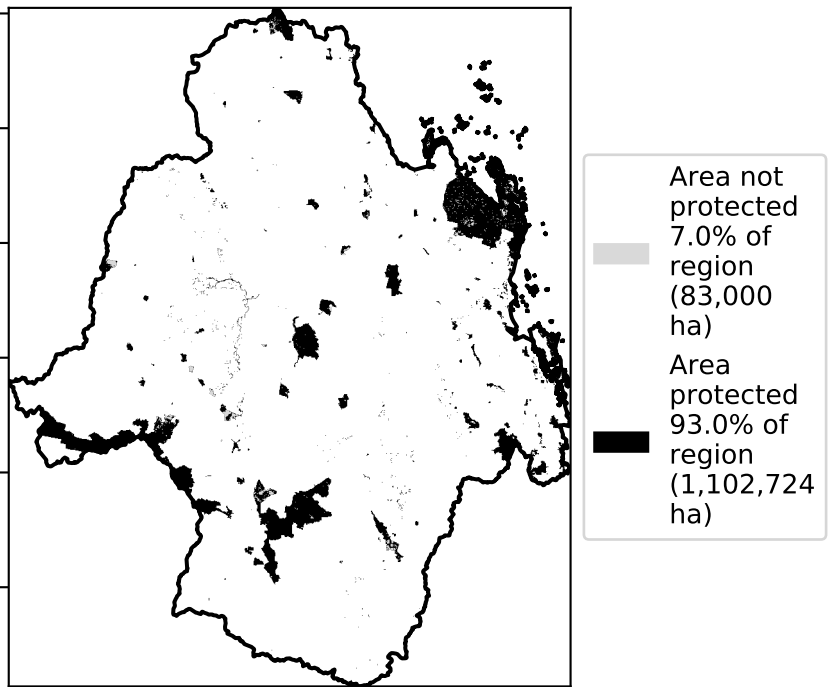 Area not
protected
7.0% of
region
(83,000
ha)
Area
protected
93.0% of
region
(1,102,724
ha)